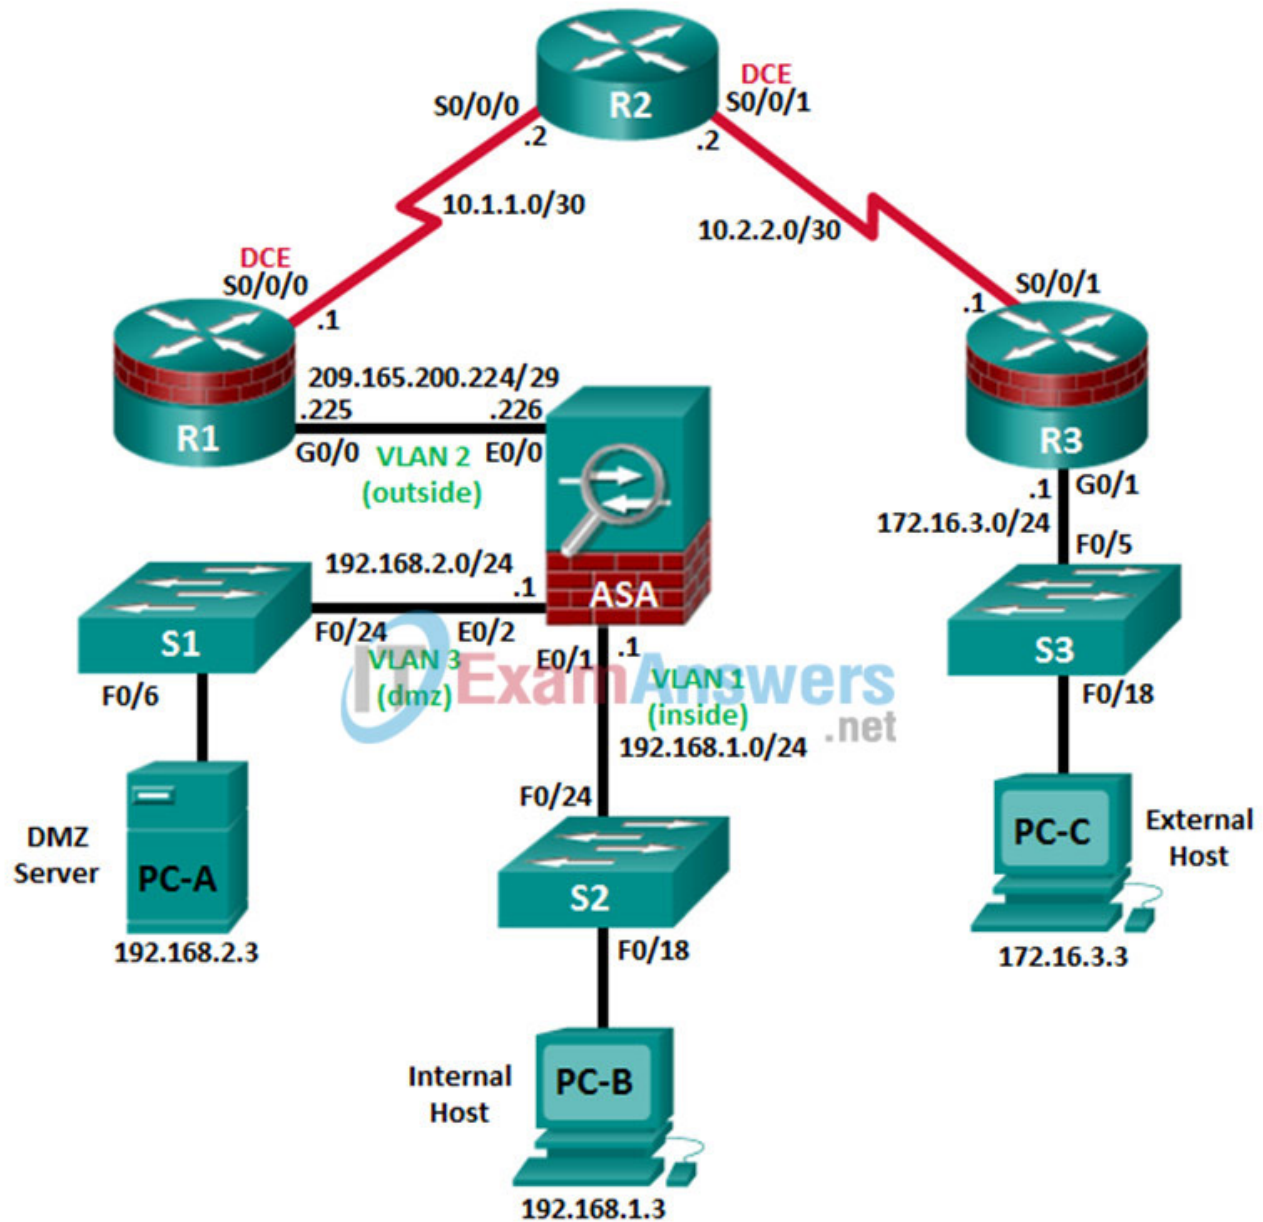 R2
S0/0/0
.2
DCE
S0/0/1
.2
10.1.1.0/30
10.2.2.0/30
DCE
S0/0/0
.1
S0/0/1
.1
209.165.200.224/29
.225
.226
R1
G0/0
E0/0
VLAN 2
(outside)
R3
.1
G0/1
172.16.3.0/24
F0/5
192.168.2.0/24
.1
ASA
S1
F0/24
E0/2
VLAN 3
(dmz)
E0/1
.1
VLAN 1
(inside)
192.168.1.0/24
ITExamAnswers
.net
S3
F0/18
F0/6
F0/24
DMZ
Server
PC-A
192.168.2.3
S2
F0/18
PC-C
External
Host
172.16.3.3
Internal
Host
PC-B
192.168.1.3